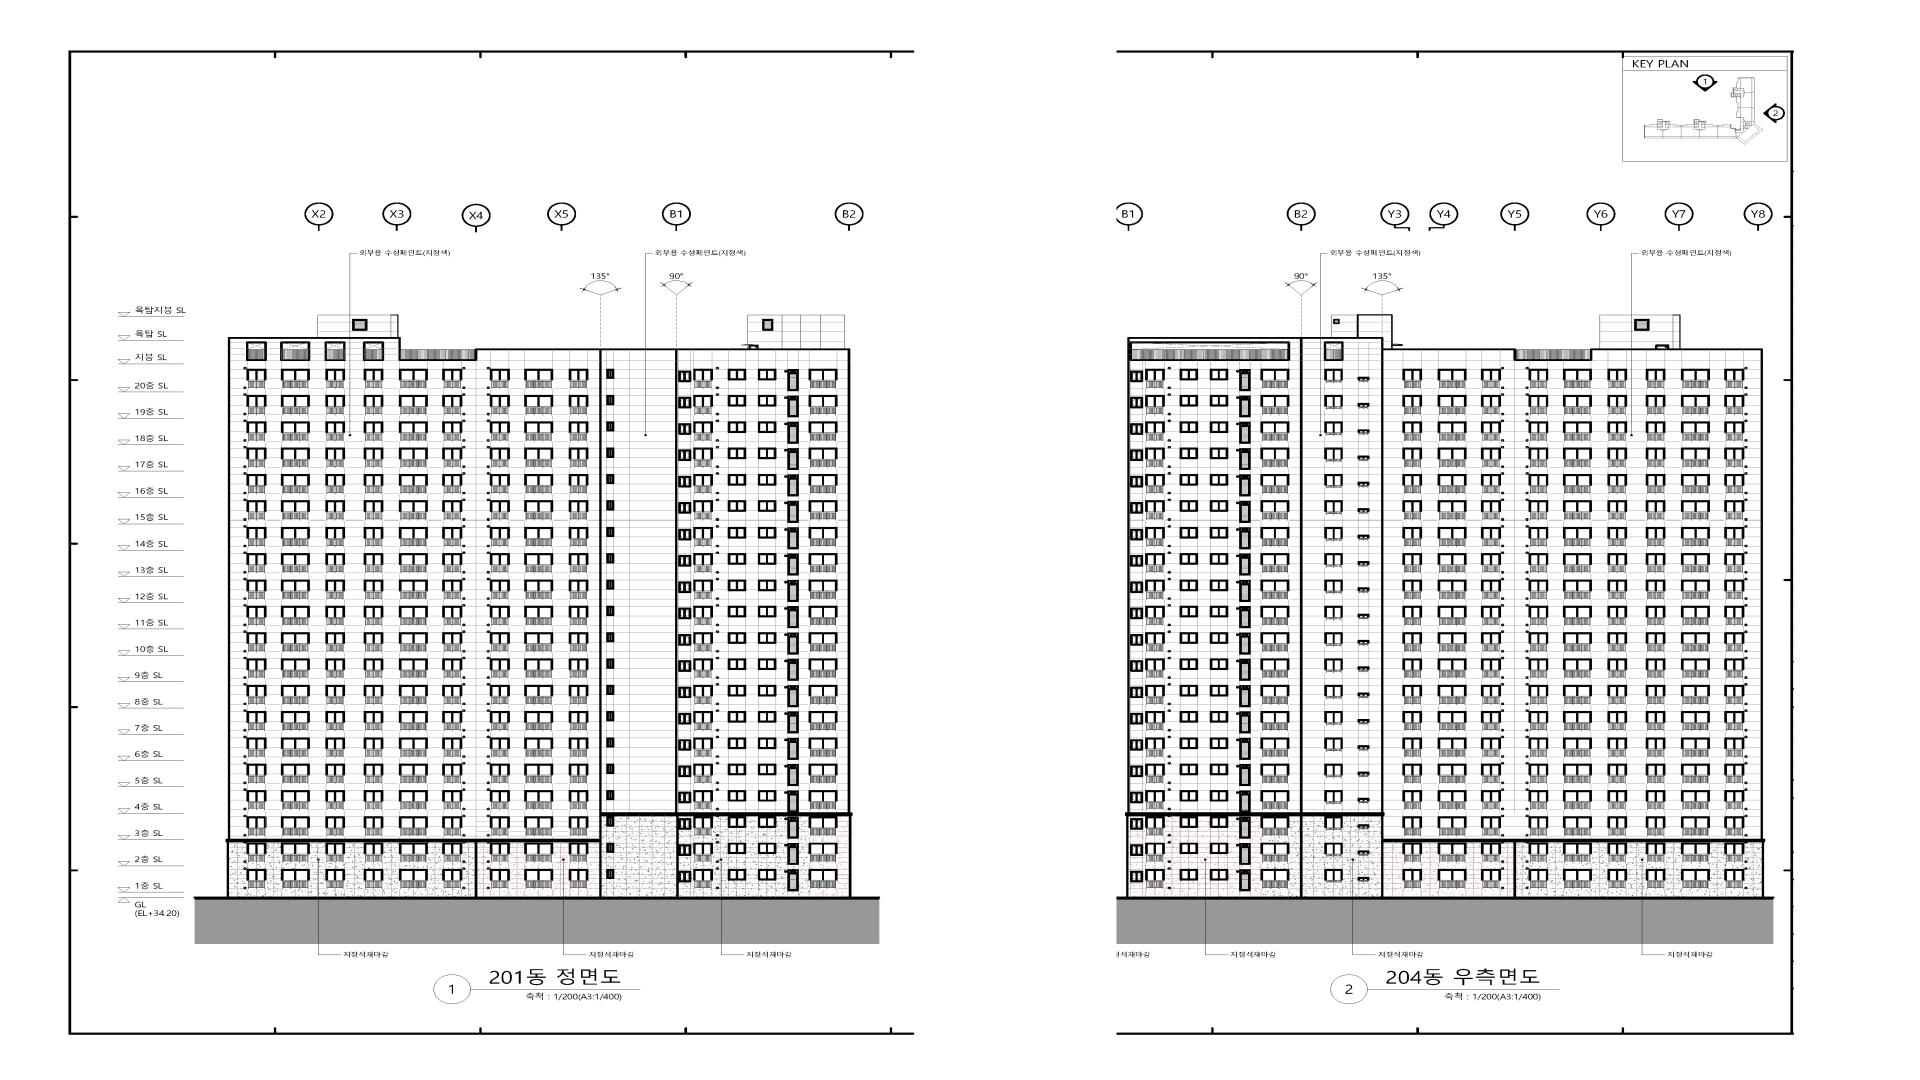 KEY PLAN
1
2
X2
X3
X4
X5
B1
B2
B1
B2
Y3
Y4
Y5
Y6
Y7
Y8
외부용 수성페인트(지정색)
외부용 수성페인트(지정색)
외부용 수성페인트(지정색)
외부용 수성페인트(지정색)
135°
90°
90°
135°
옥탑지붕 SL
옥탑 SL
지붕 SL
20층 SL
19층 SL
18층 SL
17층 SL
16층 SL
15층 SL
14층 SL
13층 SL
12층 SL
11층 SL
10층 SL
9층 SL
8층 SL
7층 SL
6층 SL
5층 SL
4층 SL
3층 SL
2층 SL
1층 SL
GL
(EL+34.20)
지정석재마감
지정석재마감
지정석재마감
정석재마감
지정석재마감
지정석재마감
지정석재마감
1
201동 정면도
축척 : 1/200(A3:1/400)
2
204동 우측면도
축척 : 1/200(A3:1/400)